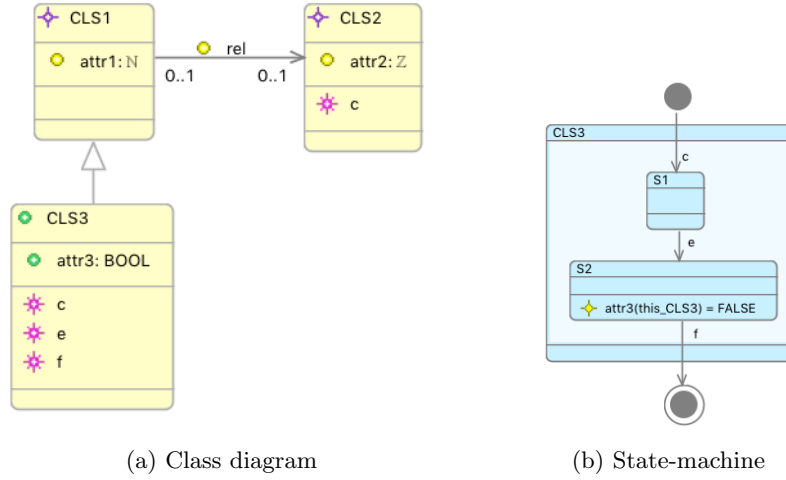 CLS1
attr1: ℕ
rel
0..1
0..1
CLS2
attr2: ℤ
c
CLS3
attr3: BOOL
c
e
f
(a) Class diagram
CLS3
c
S1
e
S2
attr3(this_CLS3) = FALSE
f
(b) State-machine